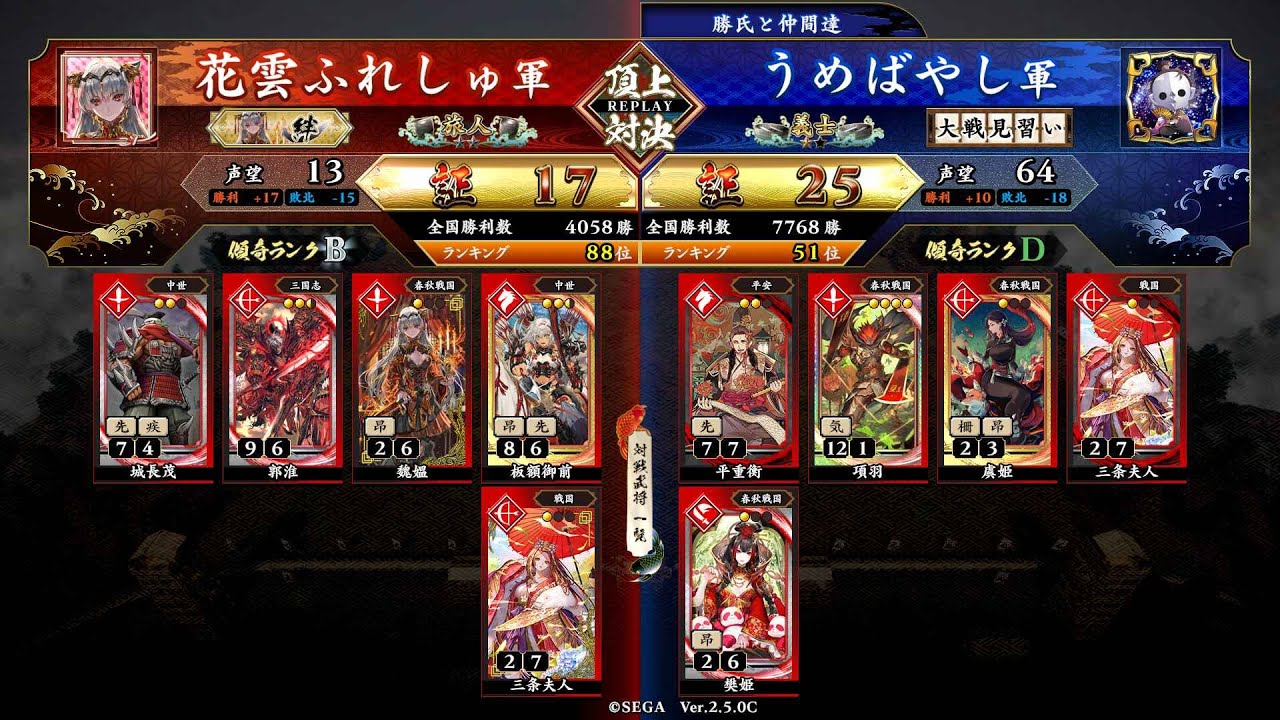 勝氏と仲間達
花雲ふれしゅ軍
頂上
REPLAY
対決
うめばやし軍
絆
旅人
義士
大戦見習い
声望 13
勝利 +17 敗北 -15
証 17
証 25
声望 64
勝利 +10 敗北 -18
全国勝利数 4058勝
全国勝利数 7768勝
ランキング 88位
ランキング 51位
傾奇ランクB
傾奇ランクD
中世
先 疾
7 4
城長茂
三国志
9 6
郭淮
春秋戦国
昂
2 6
魏媼
中世
昂 先
8 6
板額御前
平安
先
7 7
平重衡
春秋戦国
気
12 1
項羽
春秋戦国
柵 昂
2 3
虞姫
戦国
2 7
三条夫人
対戦武将一覧
戦国
2 7
三条夫人
春秋戦国
昂
2 6
樊姫
©SEGA Ver.2.5.0C